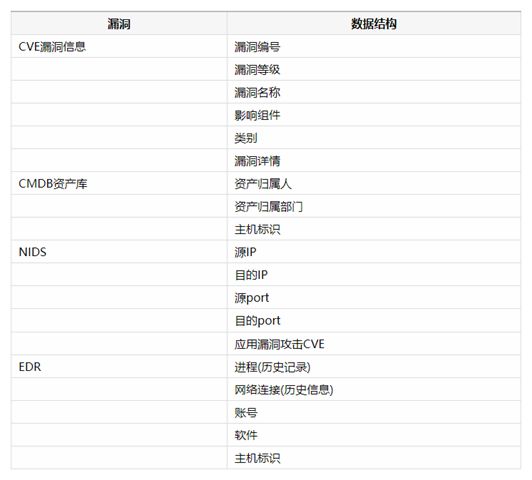 漏洞 数据结构
CVE漏洞信息 漏洞编号
漏洞等级
漏洞名称
影响组件
类别
漏洞详情
CMDB资产库 资产归属人
资产归属部门
主机标识
NIDS 源IP
目的IP
源port
目的port
应用漏洞攻击CVE
EDR 进程(历史记录)
网络连接(历史信息)
账号
软件
主机标识